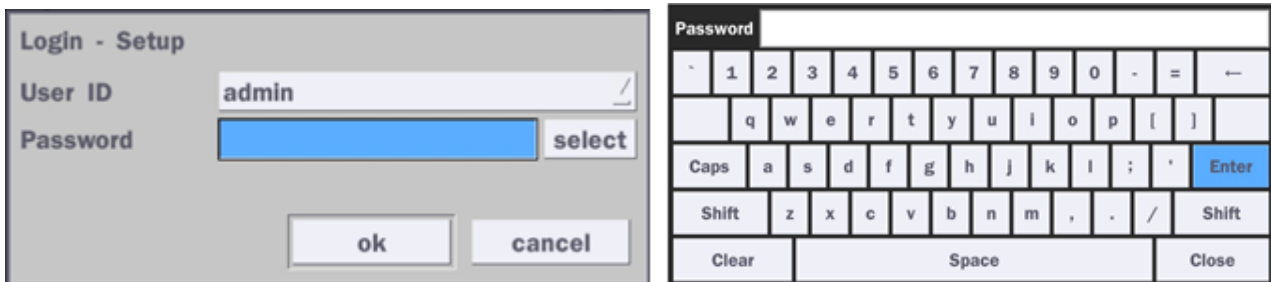 Login - Setup
User ID admin
Password select
ok cancel
Password
` 1 2 3 4 5 6 7 8 9 0 - = ←
q w e r t y u i o p [ ]
Caps a s d f g h j k l ; ' Enter
Shift z x c v b n m , . / Shift
Clear Space Close